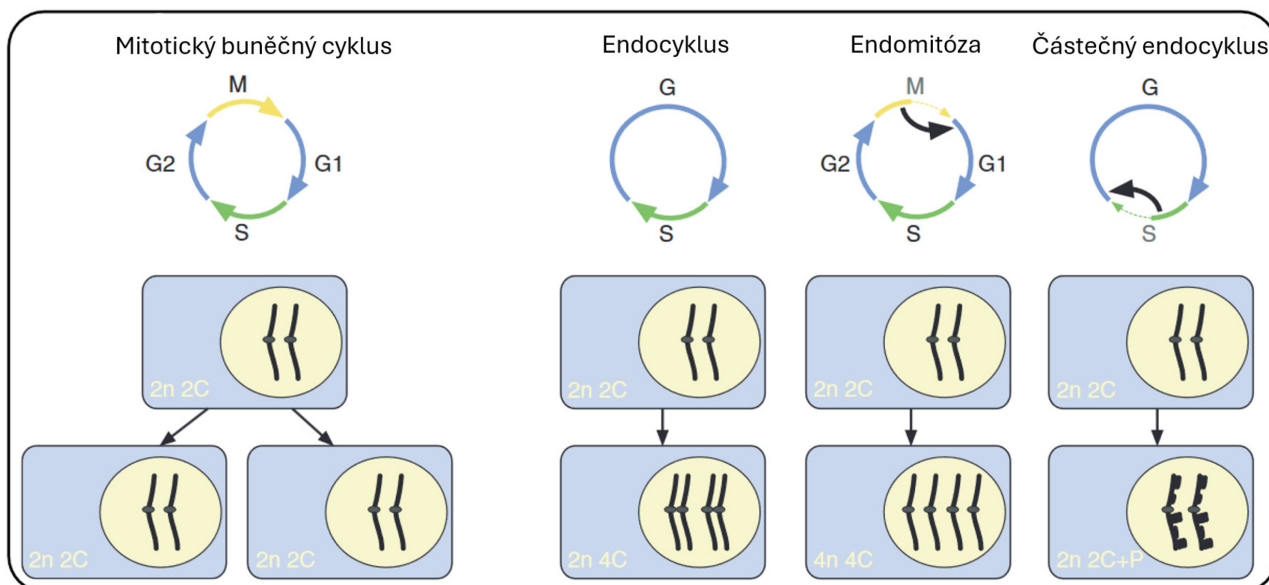 Mitotický buněčný cyklus
Endocyklus
Endomitóza
Částečný endocyklus
M
G2
G1
S
G
S
M
G2
G1
S
G
S
2n 2C
2n 2C
2n 2C
2n 2C
2n 2C
2n 2C
2n 4C
4n 4C
2n 2C+P